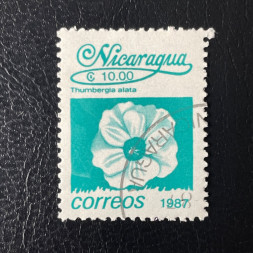 Nicaragua
₡ 10.00
Thumbergia alata
CORREOS 1987